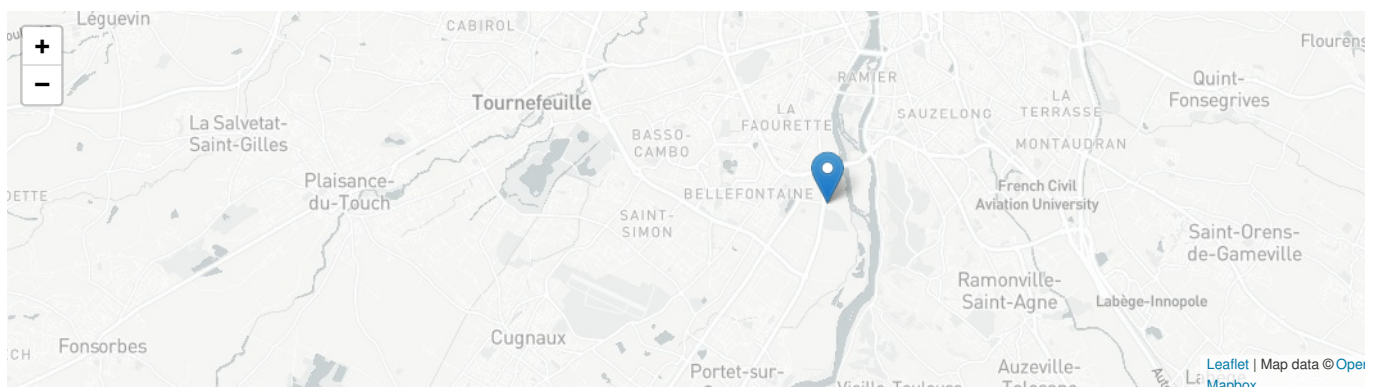 Léguevin
CABIROL
Flourens
+
−
RAMIER
Quint-
Fonsegrives
Tournefeuille
LA
FAOURETTE
SAUZELONG
LA
TERRASSE
La Salvetat-
Saint-Gilles
BASSO-
CAMBO
MONTAUDRAN
Plaisance-
du-Touch
BELLEFONTAINE
French Civil
Aviation University
SAINT-
SIMON
Saint-Orens-
de-Gameville
Ramonville-
Saint-Agne
Labège-Innopole
Cugnaux
Fonsorbes
Portet-sur-
Auzeville-
Leaflet | Map data © Open
Mapbox